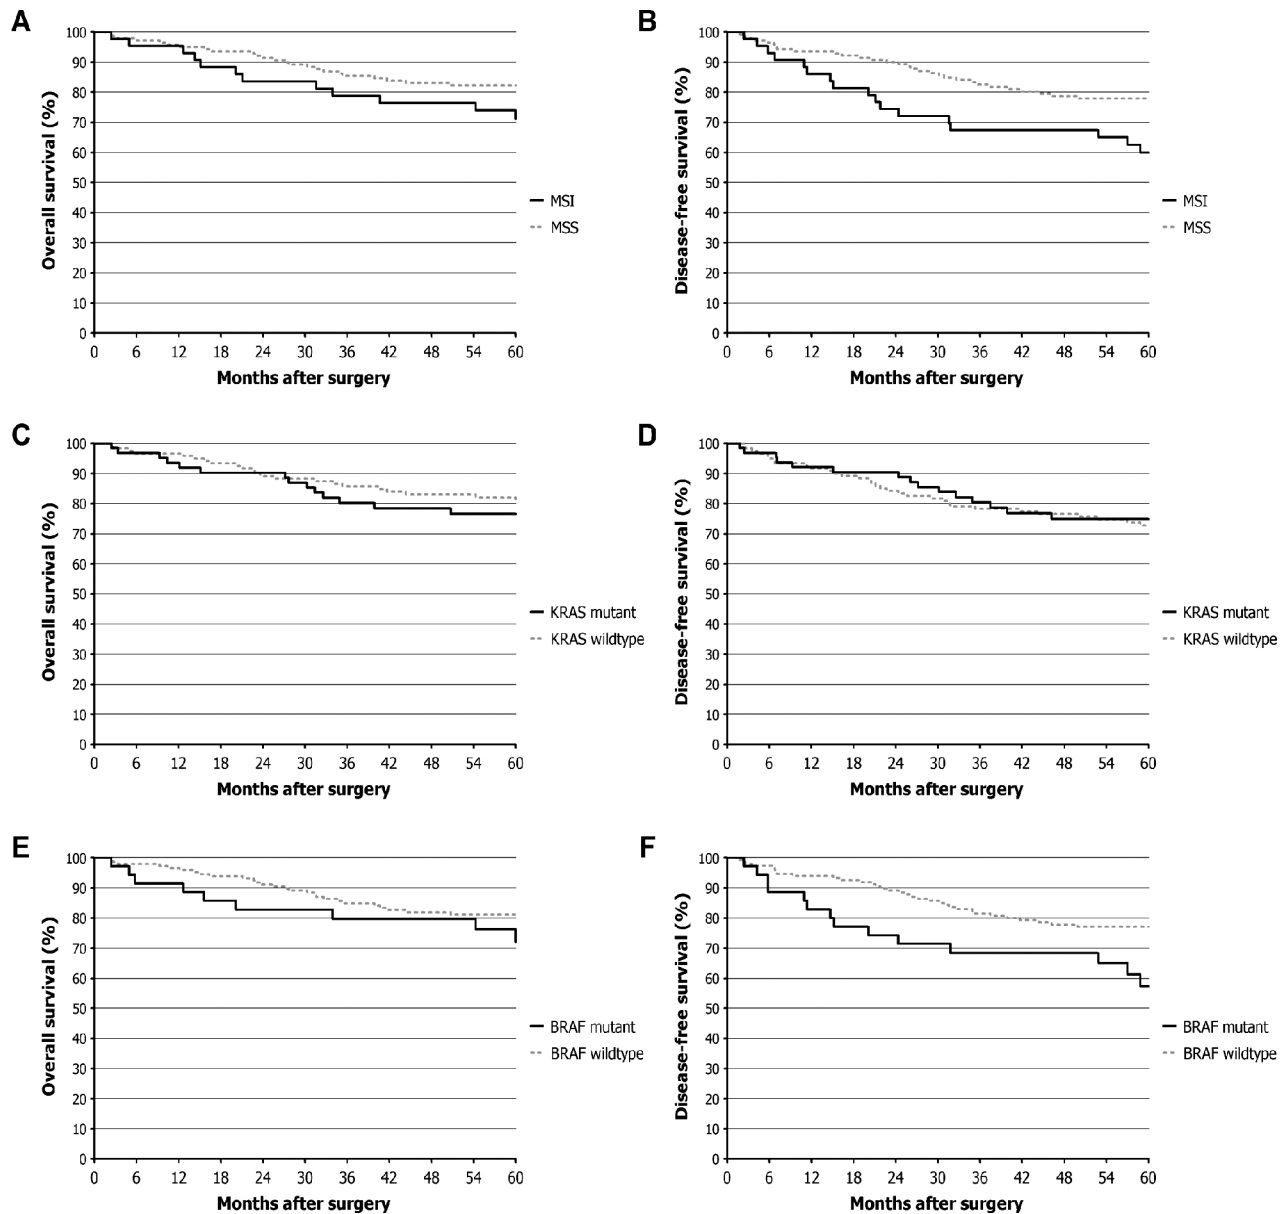 A
Overall survival (%)
100
90
80
70
60
50
40
30
20
10
0
0 6 12 18 24 30 36 42 48 54 60
Months after surgery
MSI
MSS
B
Disease-free survival (%)
100
90
80
70
60
50
40
30
20
10
0
0 6 12 18 24 30 36 42 48 54 60
Months after surgery
MSI
MSS
C
Overall survival (%)
100
90
80
70
60
50
40
30
20
10
0
0 6 12 18 24 30 36 42 48 54 60
Months after surgery
KRAS mutant
KRAS wildtype
D
Disease-free survival (%)
100
90
80
70
60
50
40
30
20
10
0
0 6 12 18 24 30 36 42 48 54 60
Months after surgery
KRAS mutant
KRAS wildtype
E
Overall survival (%)
100
90
80
70
60
50
40
30
20
10
0
0 6 12 18 24 30 36 42 48 54 60
Months after surgery
BRAF mutant
BRAF wildtype
F
Disease-free survival (%)
100
90
80
70
60
50
40
30
20
10
0
0 6 12 18 24 30 36 42 48 54 60
Months after surgery
BRAF mutant
BRAF wildtype